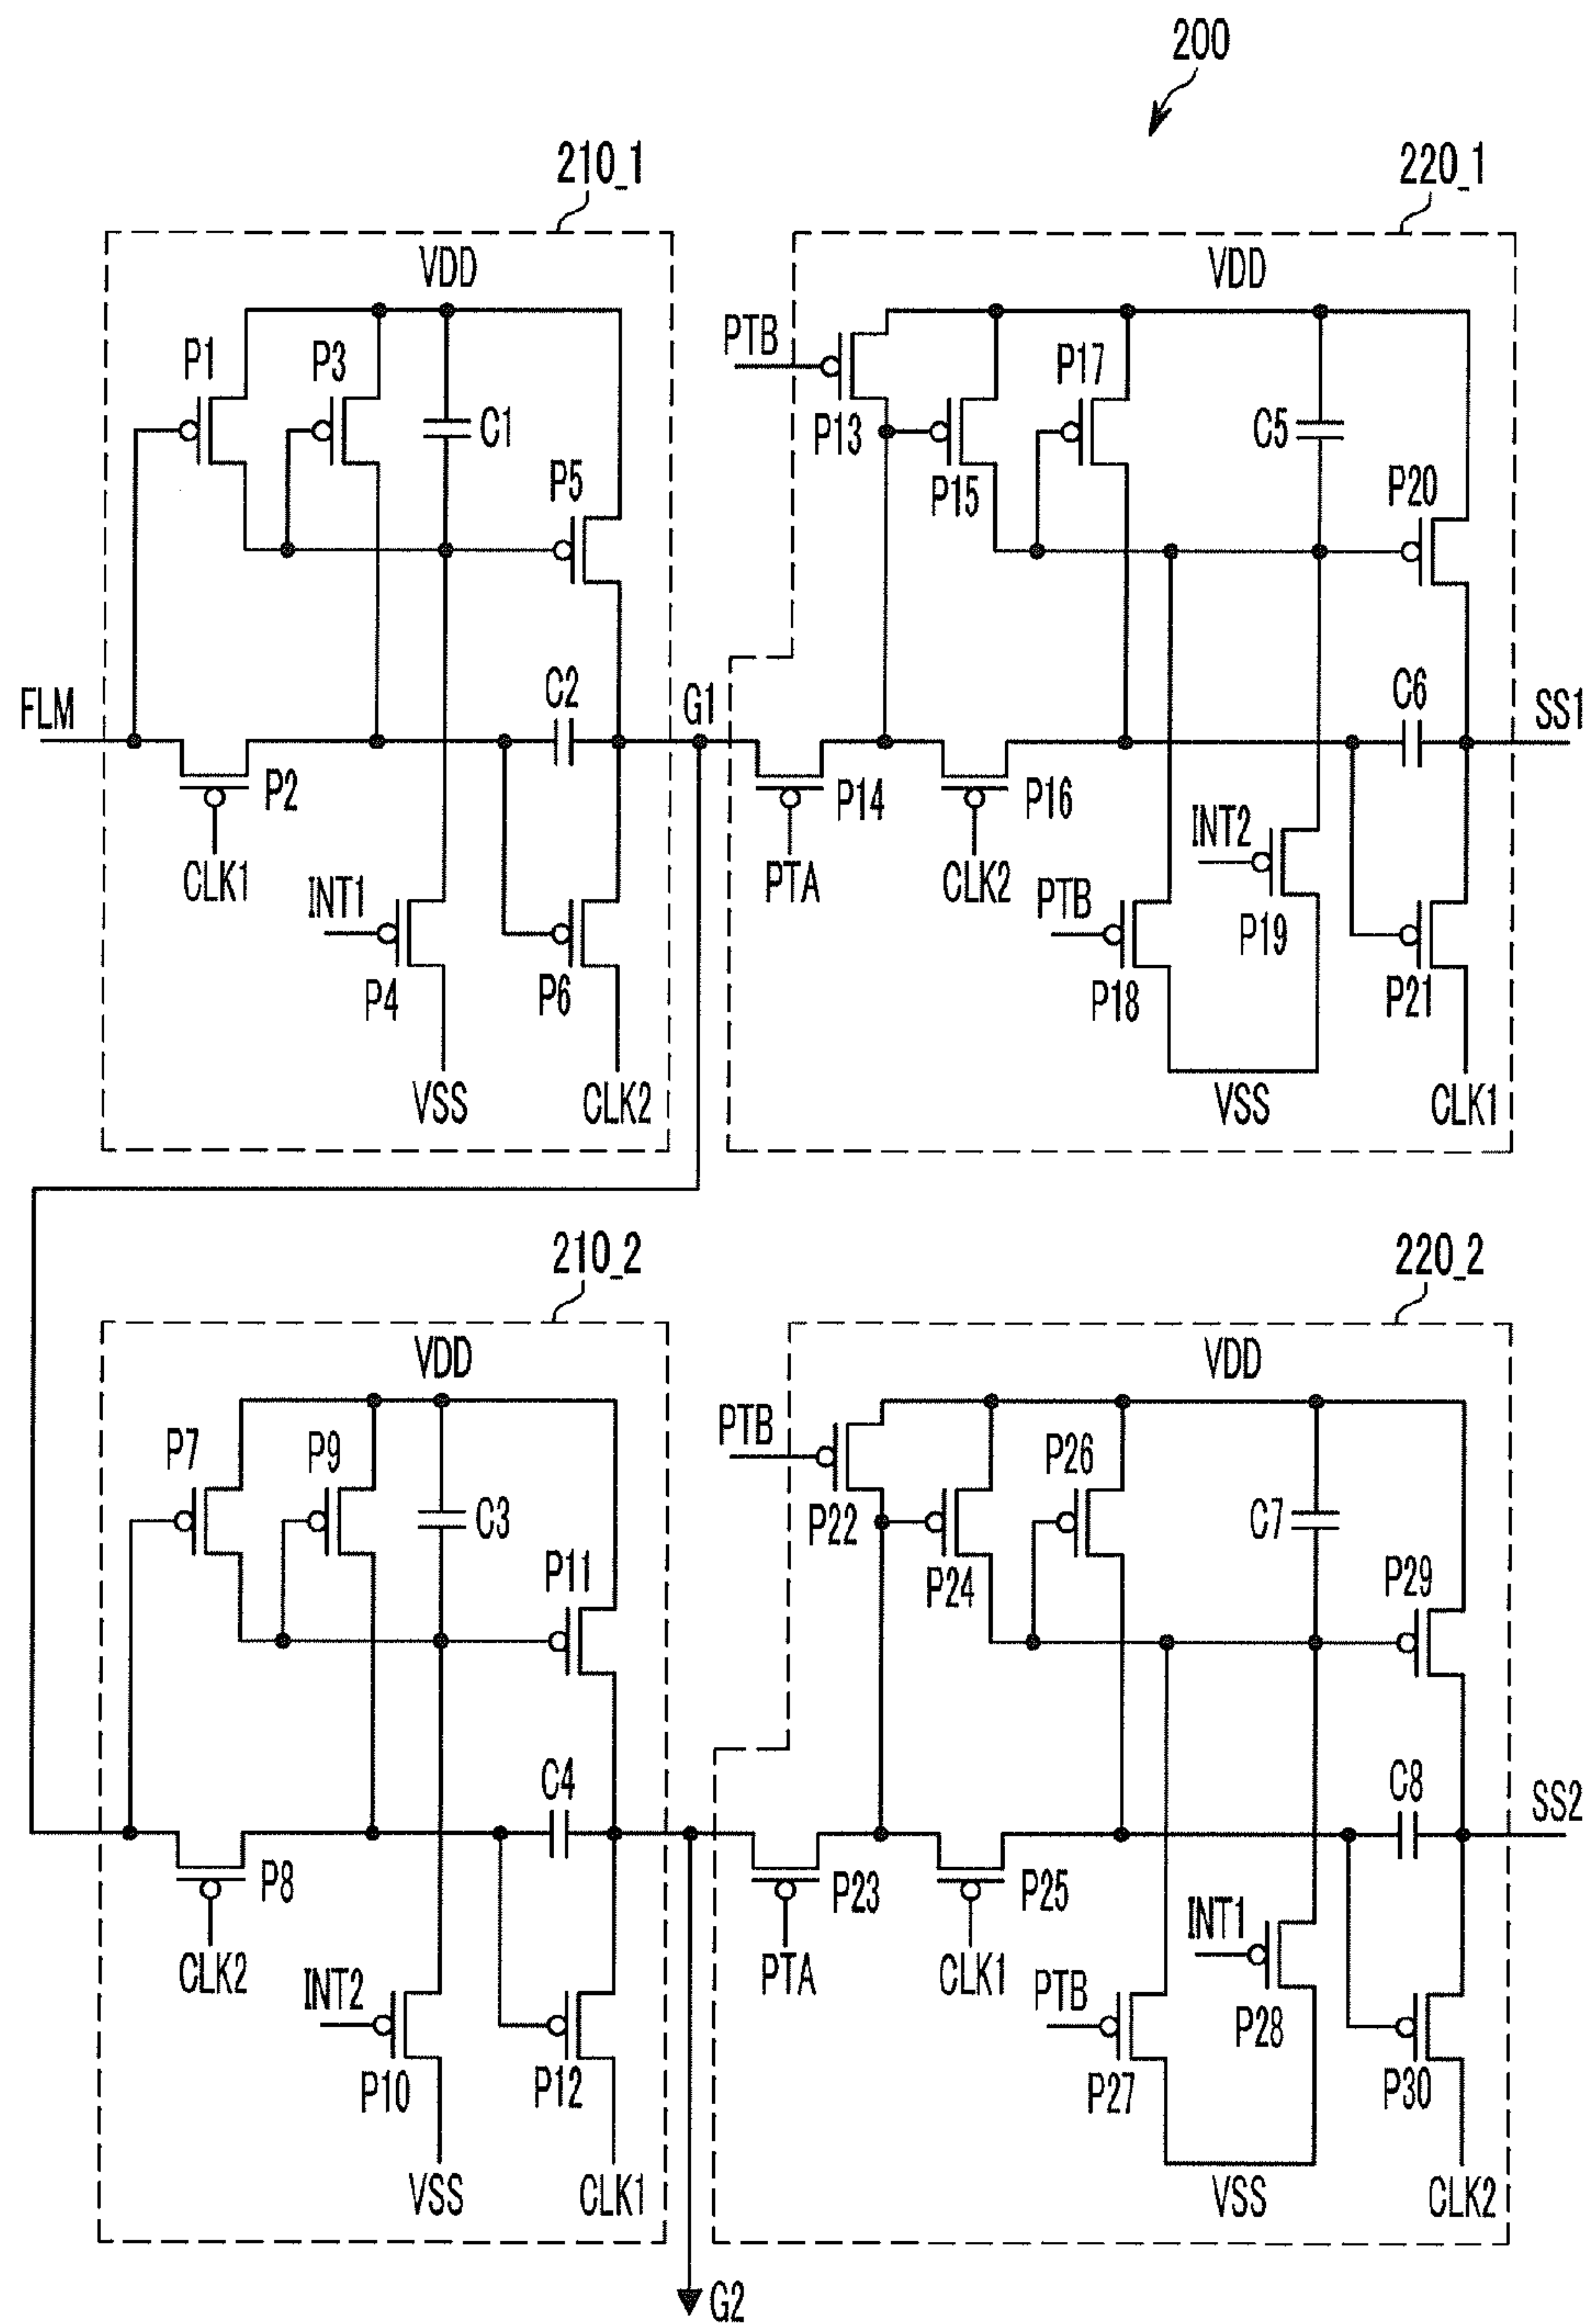 200
210_1
220_1
VDD
VDD
P1
P3
C1
P5
PTB
P13
P15
P17
C5
P20
FLM
C2
G1
C6
SS1
P2
CLK1
P14
PTA
P16
CLK2
INT1
P4
P6
INT2
P19
PTB
P18
P21
VSS
CLK2
VSS
CLK1
210_2
220_2
VDD
VDD
P7
P9
C3
P11
PTB
P22
P24
P26
C7
P29
C4
C8
SS2
P8
CLK2
P23
PTA
P25
CLK1
INT2
P10
P12
INT1
P28
PTB
P27
P30
VSS
CLK1
VSS
CLK2
G2